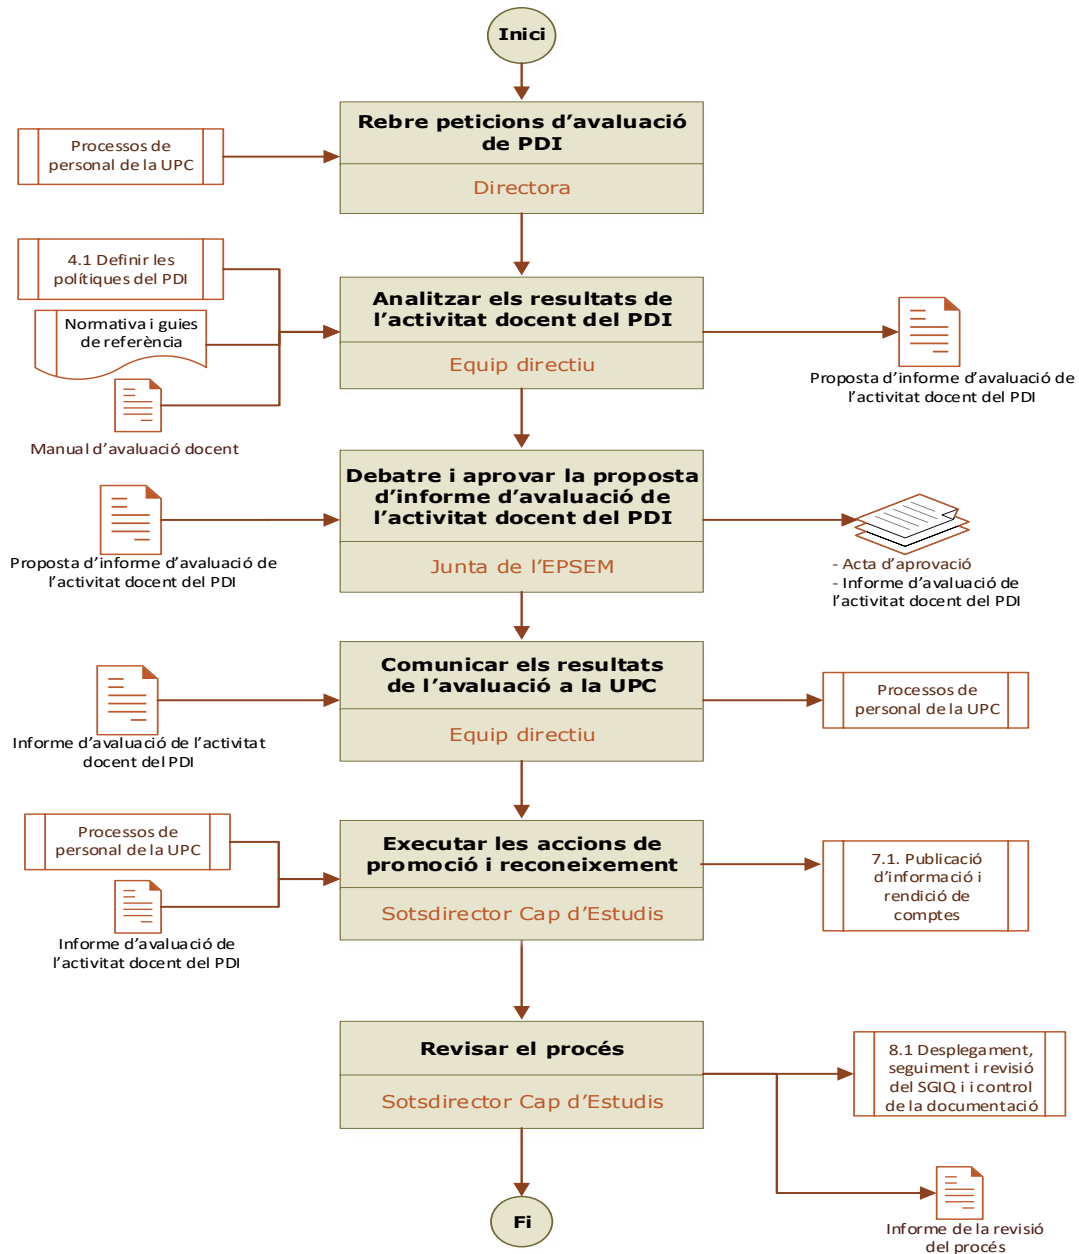 Inici
Rebre peticions d’avaluació
de PDI
Directora
Processos de
personal de la UPC
4.1 Definir les
polítiques del PDI
Normativa i guies
de referència
Manual d’avaluació docent
Analitzar els resultats de
l’activitat docent del PDI
Equip directiu
Proposta d’informe d’avaluació de
l’activitat docent del PDI
Proposta d’informe d’avaluació de
l’activitat docent del PDI
Debatre i aprovar la proposta
d’informe d’avaluació de
l’activitat docent del PDI
Junta de l’EPSEM
- Acta d’aprovació
- Informe d’avaluació de
l’activitat docent del PDI
Informe d’avaluació de l’activitat
docent del PDI
Comunicar els resultats
de l’avaluació a la UPC
Equip directiu
Processos de
personal de la UPC
Processos de
personal de la UPC
Informe d’avaluació de
l’activitat docent del PDI
Executar les accions de
promoció i reconeixement
Sotsdirector Cap d’Estudis
7.1. Publicació
d’informació i
rendició de
comptes
Revisar el procés
Sotsdirector Cap d’Estudis
8.1 Desplegament,
seguiment i revisió
del SGIQ i i control
de la documentació
Informe de la revisió
del procés
Fi